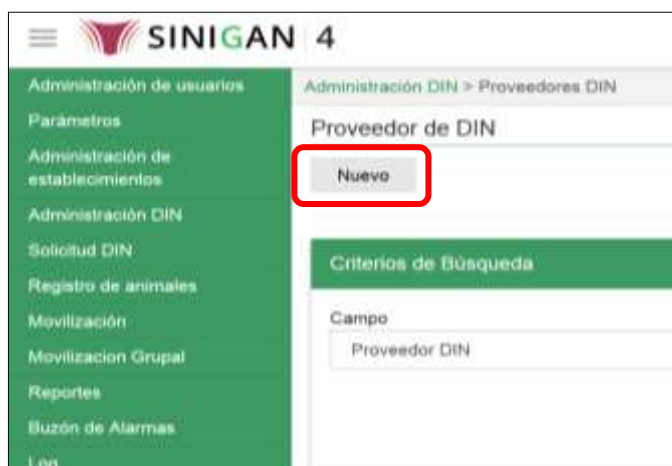 SINIGAN 4
Administración de usuarios
Parámetros
Administración de
establecimientos
Administración DIN
Solicitud DIN
Registro de animales
Movilización
Movilizacion Grupal
Reportes
Buzón de Alarmas
Log
Administración DIN > Proveedores DIN
Proveedor de DIN
Nuevo
Criterios de Búsqueda
Campo
Proveedor DIN